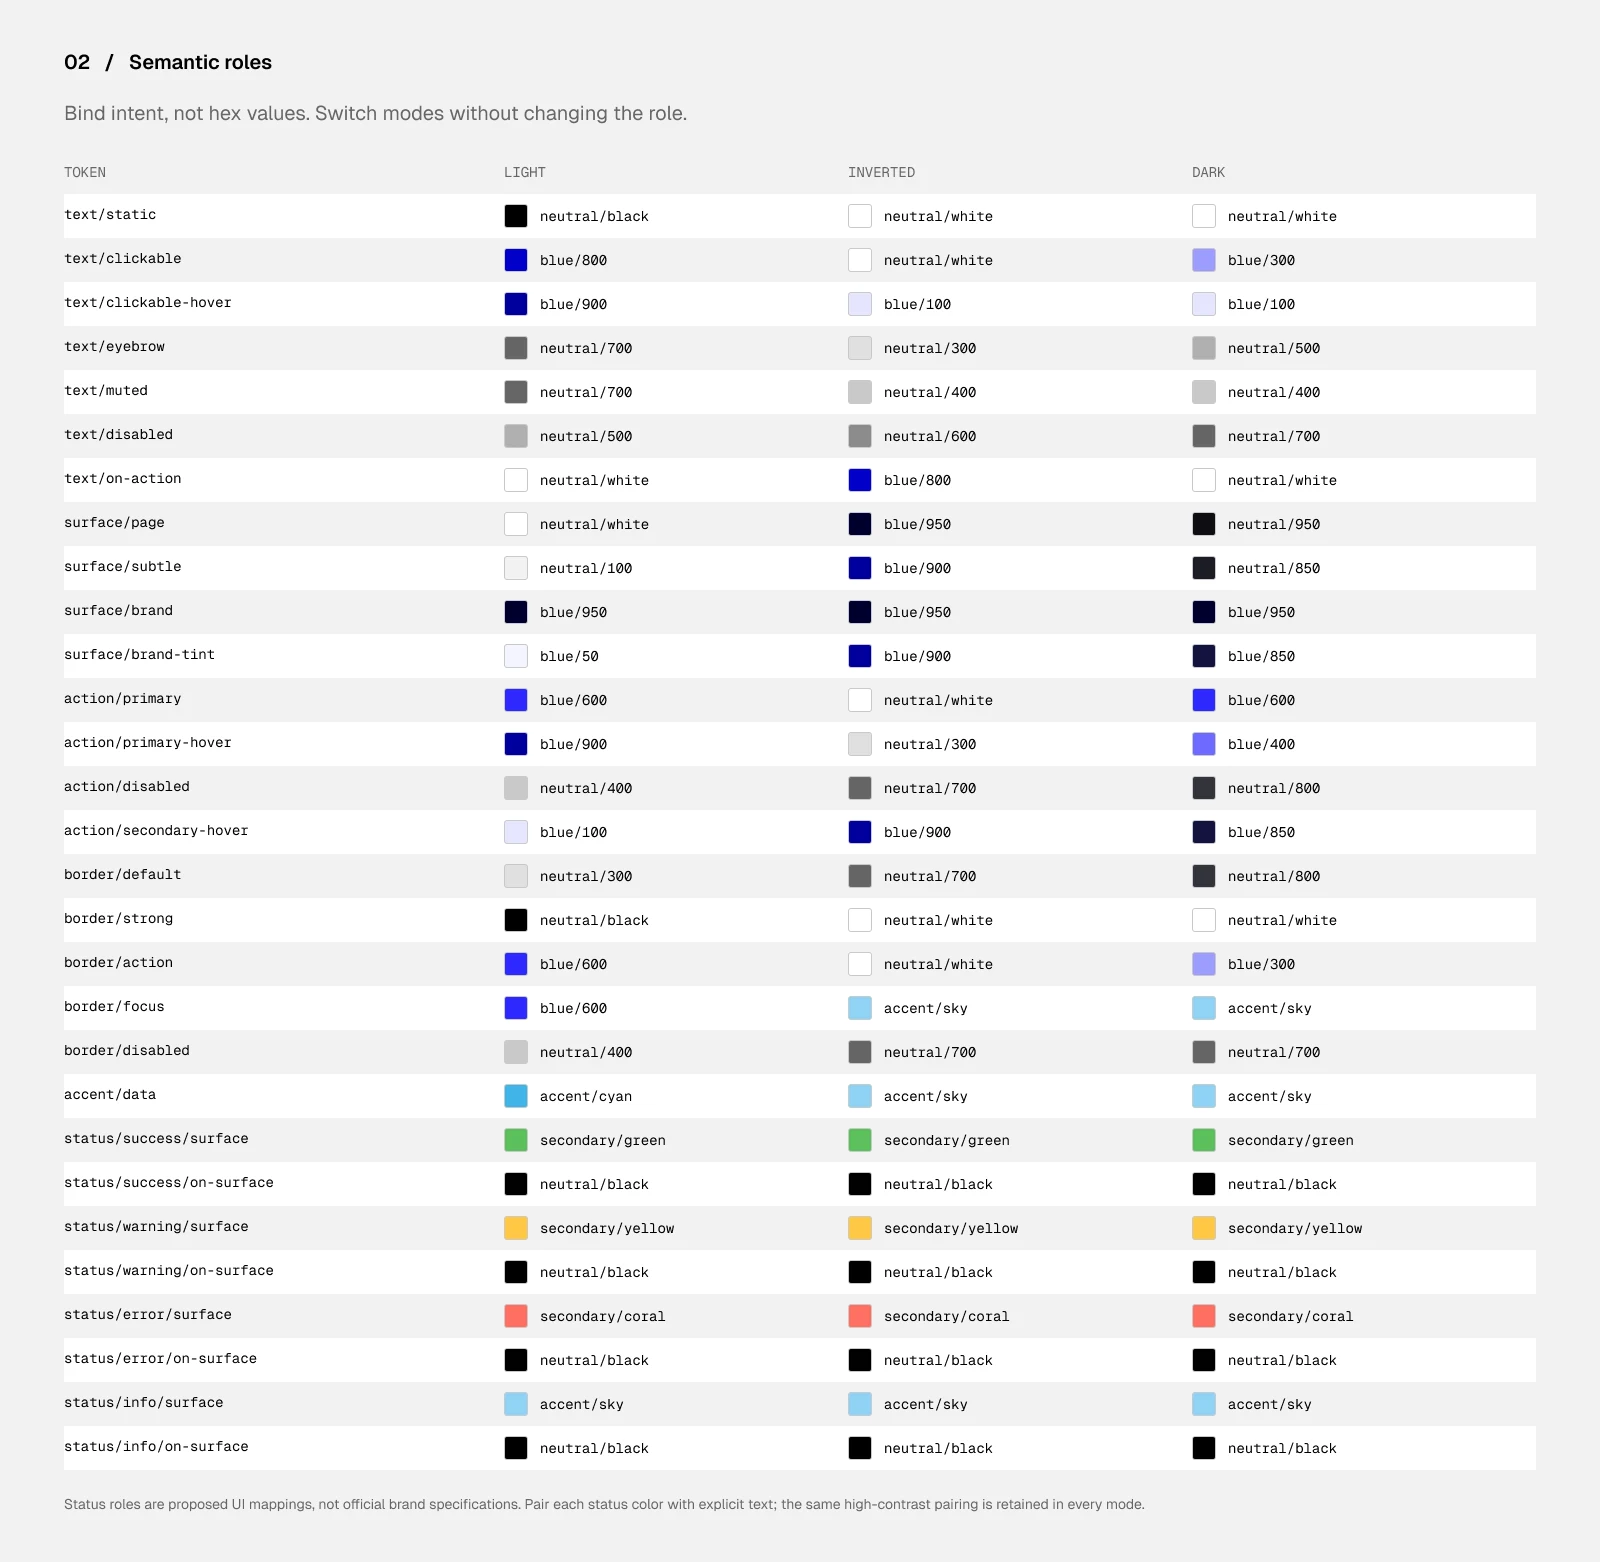 02 / Semantic roles
Bind intent, not hex values. Switch modes without changing the role.
TOKEN LIGHT INVERTED DARK
text/static neutral/black neutral/white neutral/white
text/clickable blue/800 neutral/white blue/300
text/clickable-hover blue/900 blue/100 blue/100
text/eyebrow neutral/700 neutral/300 neutral/500
text/muted neutral/700 neutral/400 neutral/400
text/disabled neutral/500 neutral/600 neutral/700
text/on-action neutral/white blue/800 neutral/white
surface/page neutral/white blue/950 neutral/950
surface/subtle neutral/100 blue/900 neutral/850
surface/brand blue/950 blue/950 blue/950
surface/brand-tint blue/50 blue/900 blue/850
action/primary blue/600 neutral/white blue/600
action/primary-hover blue/900 neutral/300 blue/400
action/disabled neutral/400 neutral/700 neutral/800
action/secondary-hover blue/100 blue/900 blue/850
border/default neutral/300 neutral/700 neutral/800
border/strong neutral/black neutral/white neutral/white
border/action blue/600 neutral/white blue/300
border/focus blue/600 accent/sky accent/sky
border/disabled neutral/400 neutral/700 neutral/700
accent/data accent/cyan accent/sky accent/sky
status/success/surface secondary/green secondary/green secondary/green
status/success/on-surface neutral/black neutral/black neutral/black
status/warning/surface secondary/yellow secondary/yellow secondary/yellow
status/warning/on-surface neutral/black neutral/black neutral/black
status/error/surface secondary/coral secondary/coral secondary/coral
status/error/on-surface neutral/black neutral/black neutral/black
status/info/surface accent/sky accent/sky accent/sky
status/info/on-surface neutral/black neutral/black neutral/black
Status roles are proposed UI mappings, not official brand specifications. Pair each status color with explicit text; the same high-contrast pairing is retained in every mode.